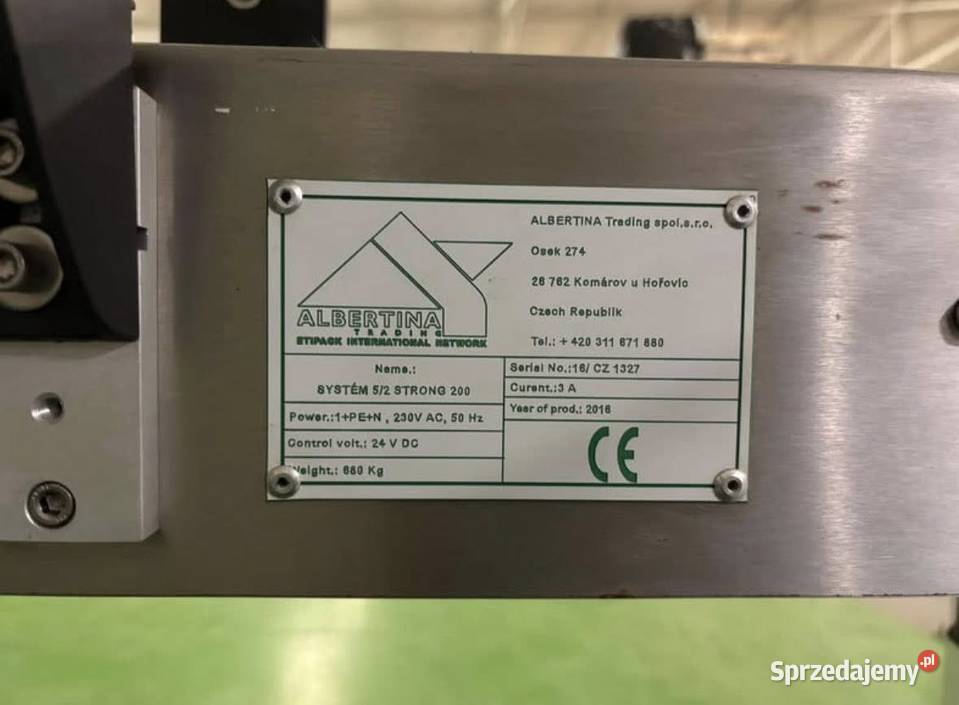 ALBERTINA
TRADING
ETIPACK INTERNATIONAL NETWORK
ALBERTINA Trading spol.s.r.o.
Osek 274
26 762 Komárov u Hořovic
Czech Republik
Tel.: + 420 311 671 880
Name.:
SYSTÉM 5/2 STRONG 200
Power.:1+PE+N , 230V AC, 50 Hz
Control volt.: 24 V DC
Weight.: 680 Kg
Serial No.:16/ CZ 1327
Curent.:3 A
Year of prod.: 2016
CE
Sprzedajemy.pl